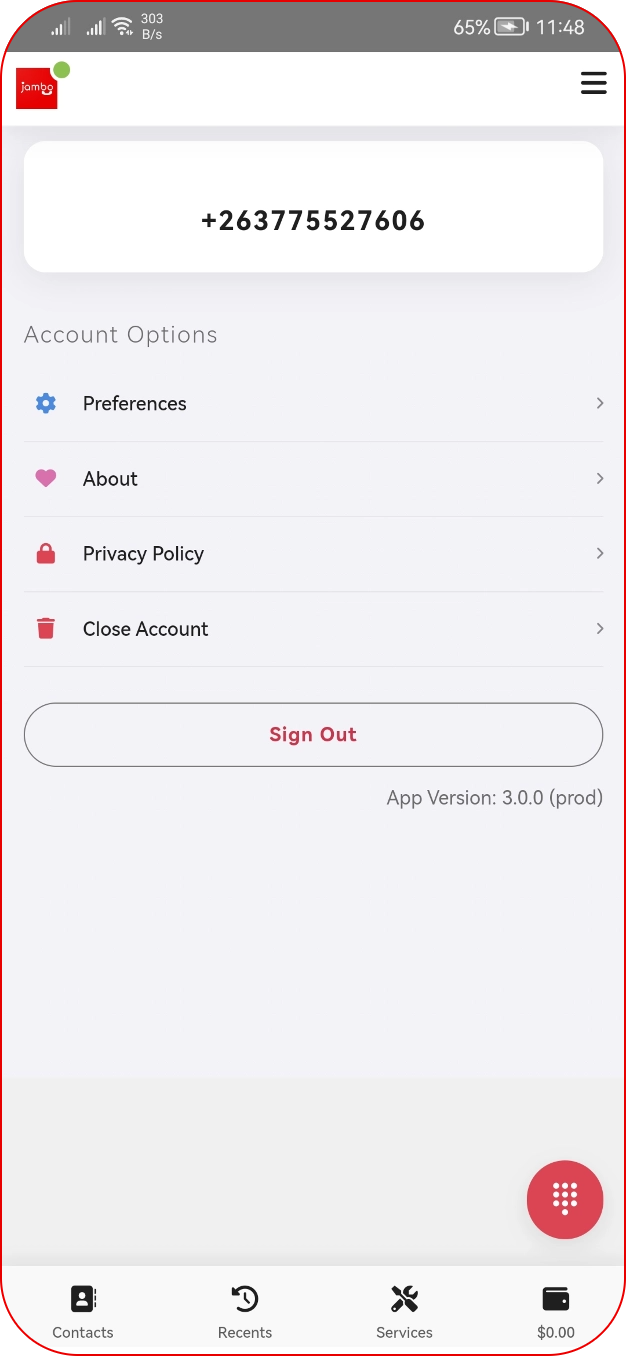 303
B/s
65%
11:48
jambo
+263775527606
Account Options
Preferences
About
Privacy Policy
Close Account
Sign Out
App Version: 3.0.0 (prod)
Contacts
Recents
Services
$0.00